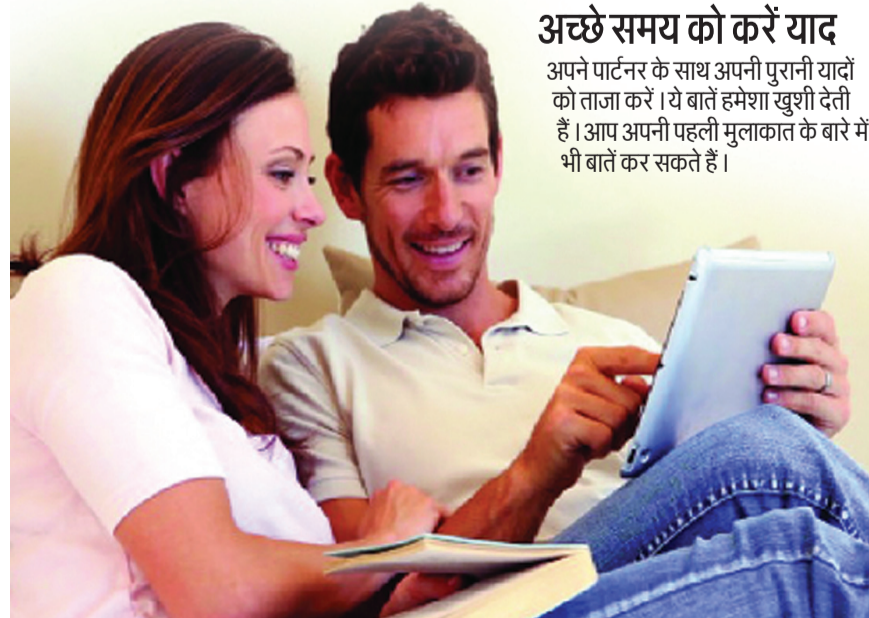 अच्छे समय को करें याद
अपने पार्टनर के साथ अपनी पुरानी यादों
को ताजा करें । ये बातें हमेशा खुशी देती
हैं । आप अपनी पहली मुलाकात के बारे में
भी बातें कर सकते हैं ।